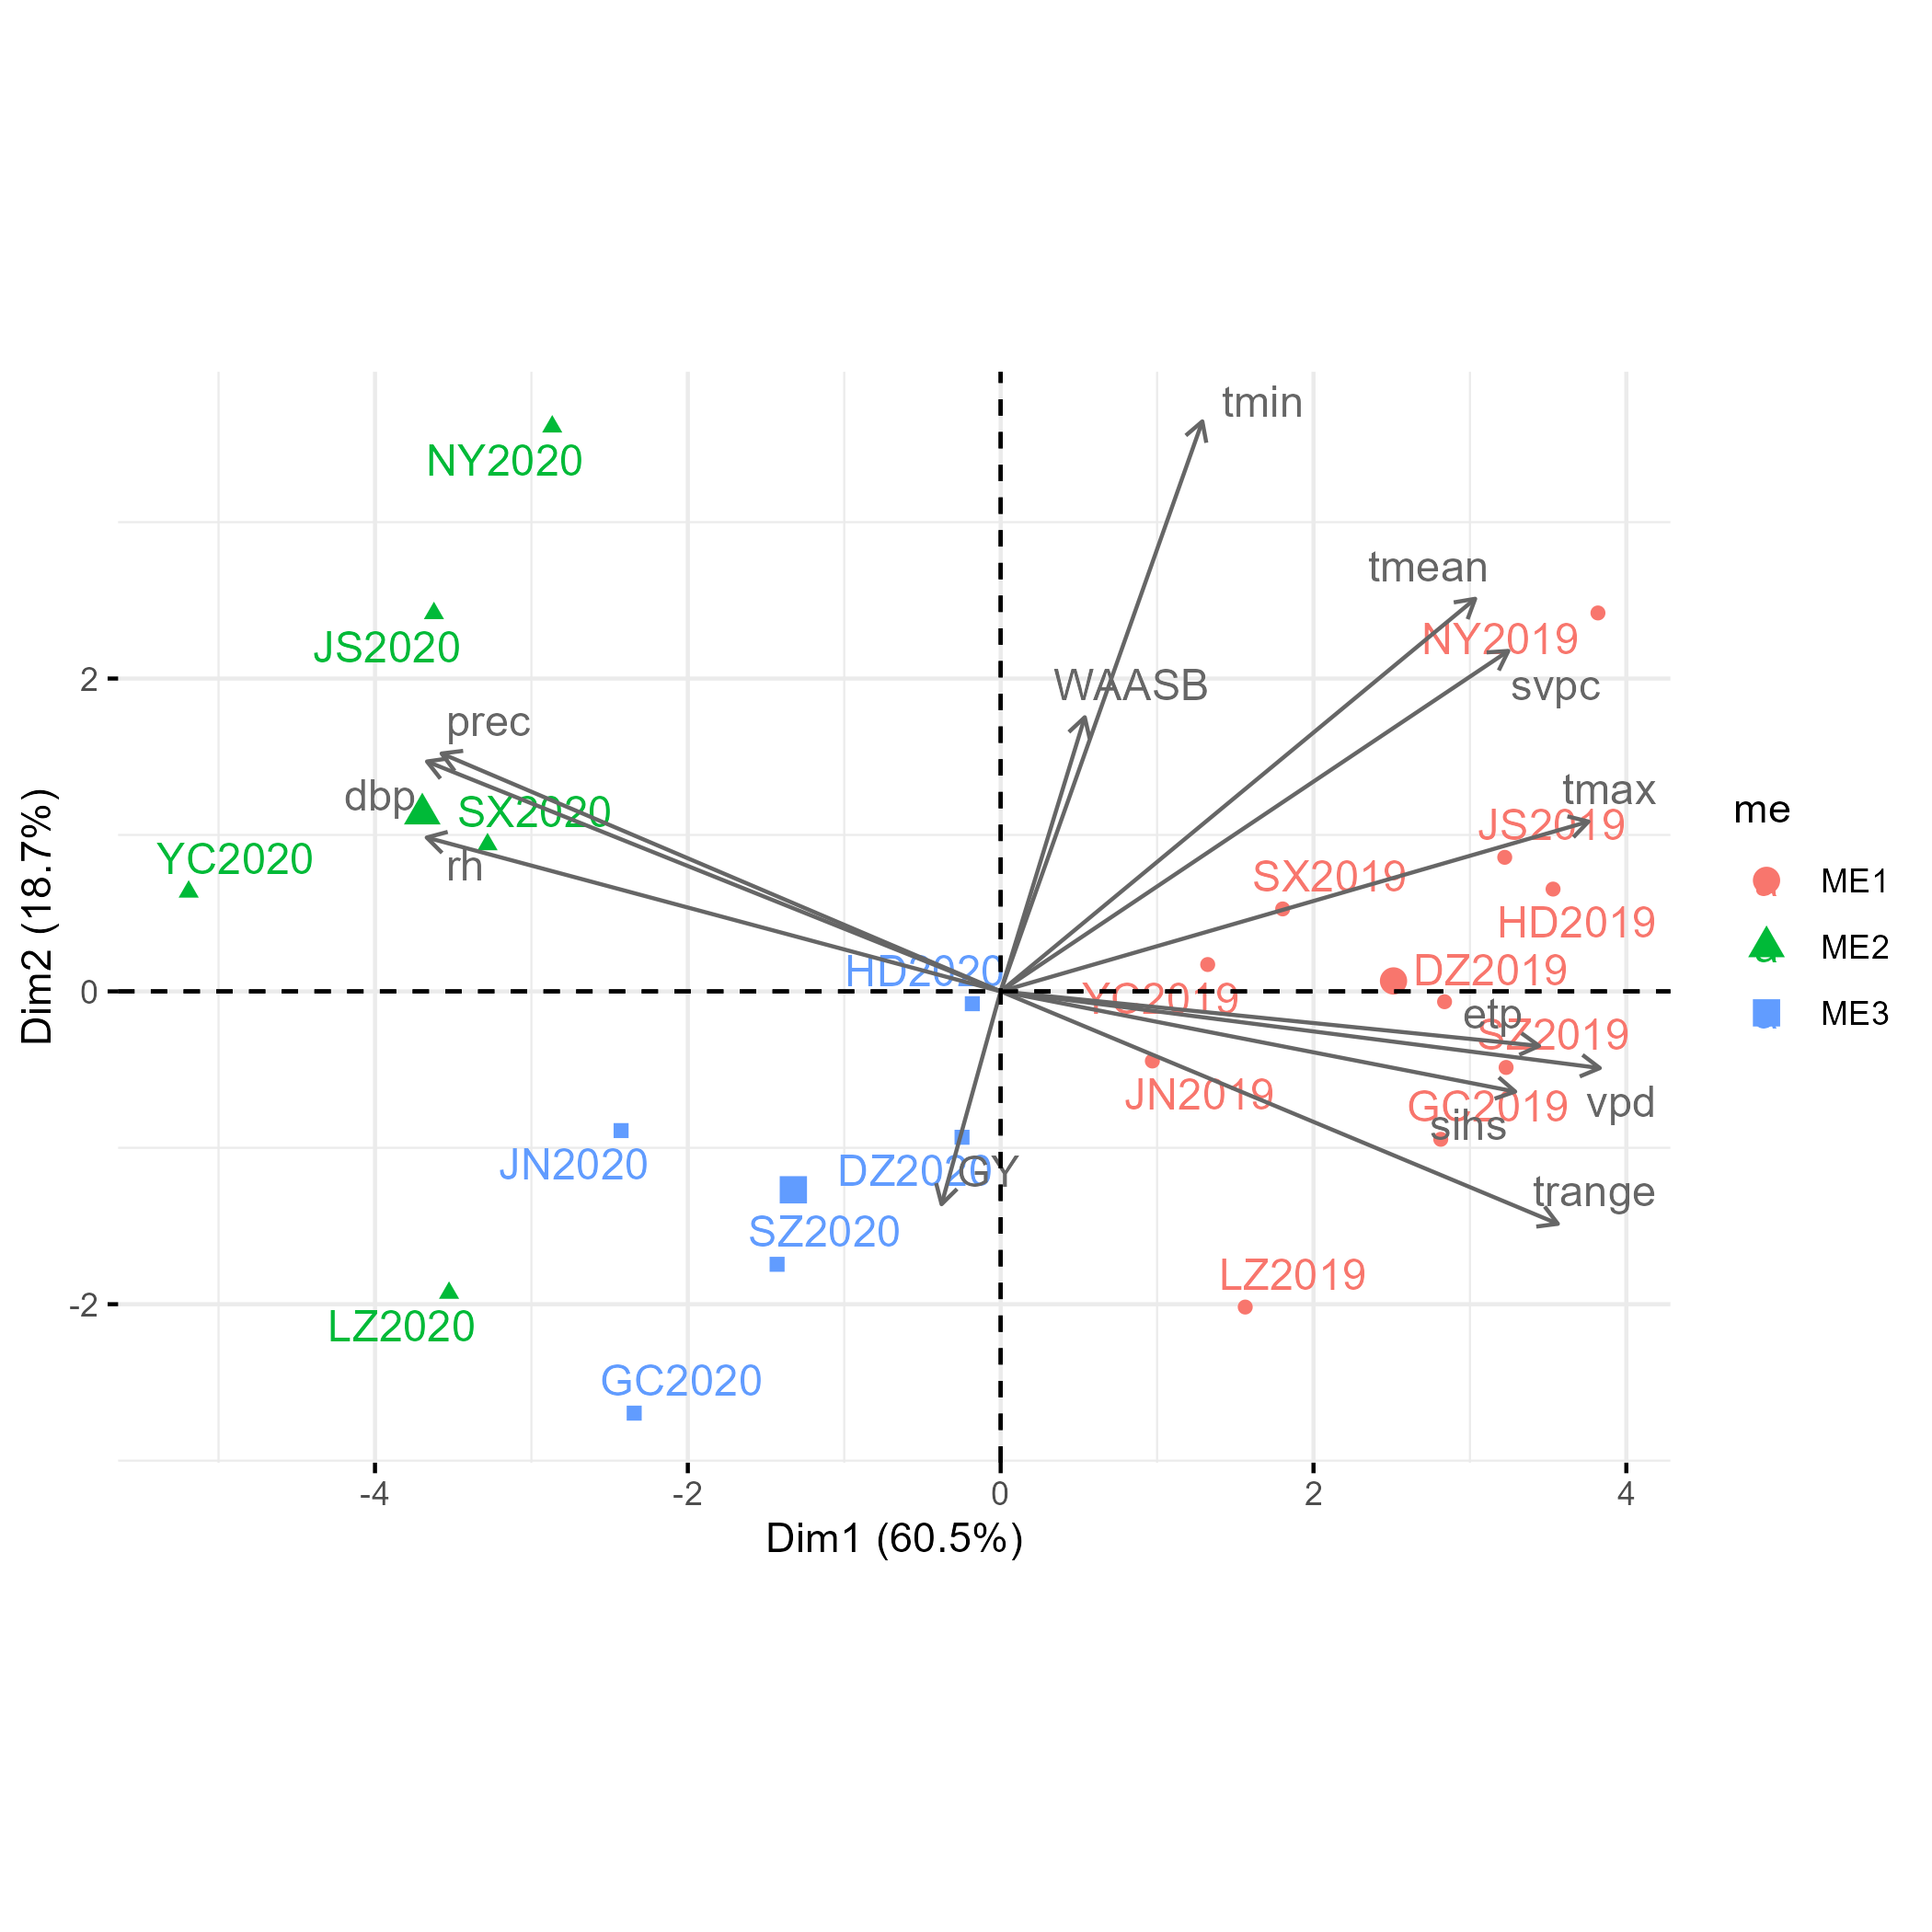 tmin
NY2020
tmean
NY2019
JS2020
WAASB
svpc
prec
dbp
tmax
SX2020
JS2019
YC2020
rh
SX2019
HD2019
HD2020
DZ2019
YC2019
etp
SZ2019
JN2019
GC2019
vpd
sihs
JN2020
DZ2020
GY
trange
SZ2020
LZ2019
LZ2020
GC2020
2
0
-2
-4
-2
0
2
4
Dim1 (60.5%)
Dim2 (18.7%)
me
a ME1
a ME2
a ME3